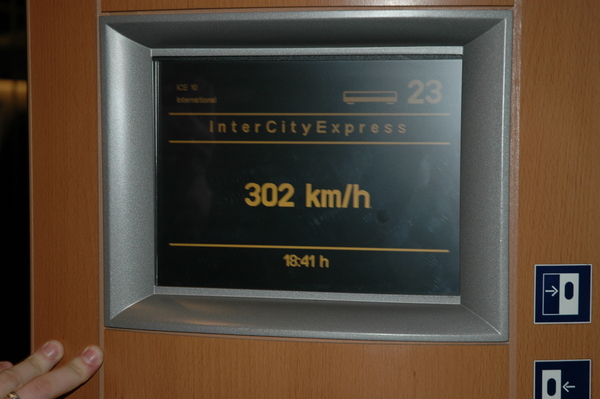 ICE 10
International
23
InterCityExpress
302 km/h
18:41 h